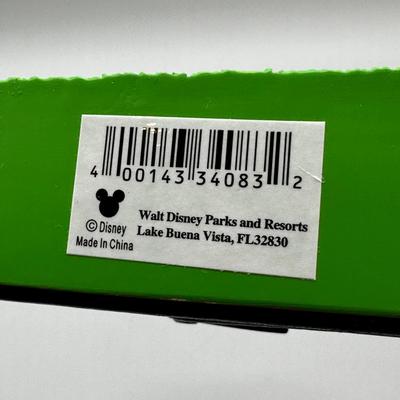 4 00143 34083 2
Walt Disney Parks and Resorts
© Disney Lake Buena Vista, FL32830
Made In China